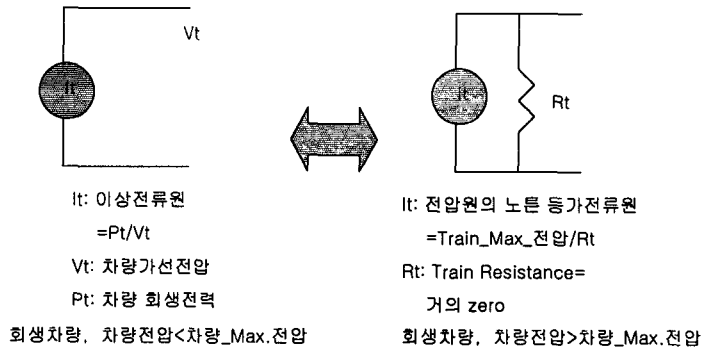 Vt
It
It
Rt
It: 이상전류원
=Pt/Vt
Vt: 차량가선전압
Pt: 차량 회생전력
회생차량, 차량전압<차량_Max.전압
It: 전압원의 노튼 등가전류원
=Train_Max_전압/Rt
Rt: Train Resistance=
거의 zero
회생차량, 차량전압>차량_Max.전압